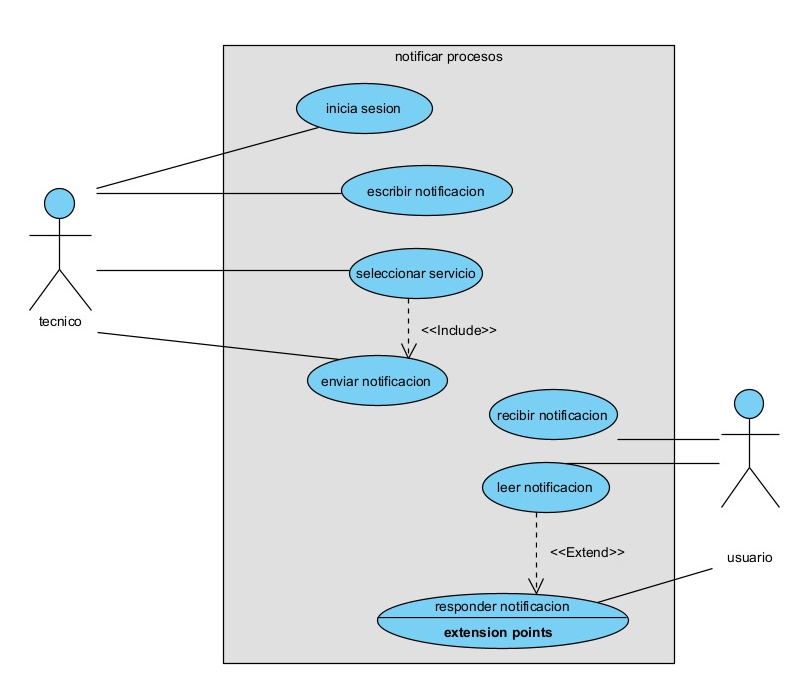 notificar procesos
inicia sesion
escribir notificacion
seleccionar servicio
tecnico
<<Include>>
enviar notificacion
recibir notificacion
leer notificacion
<<Extend>>
usuario
responder notificacion
extension points